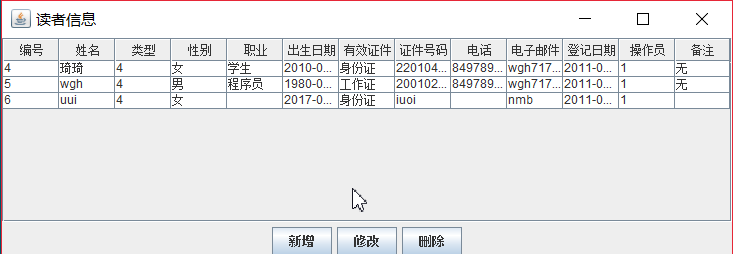 读者信息
编号 姓名 类型 性别 职业 出生日期 有效证件 证件号码 电话 电子邮件 登记日期 操作员 备注
4 琦琦 4 女 学生 2010-0... 身份证 220104... 849789... wgh717... 2011-0... 1 无
5 wgh 4 男 程序员 1980-0... 工作证 200102... 849789... wgh717... 2011-0... 1 无
6 uui 4 女 2017-0... 身份证 iuoi nmb 2011-0... 1
新增 修改 删除